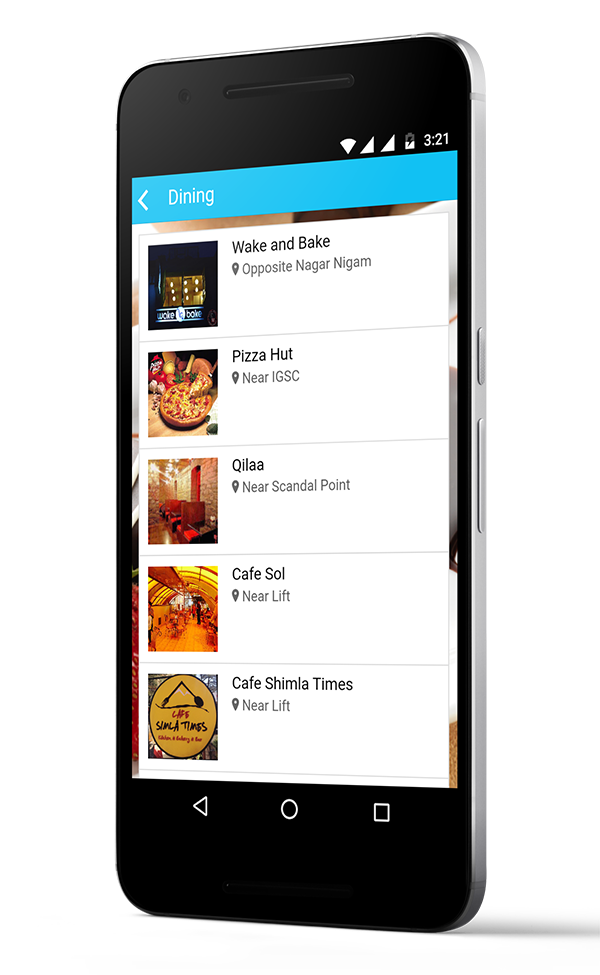 3:21
Dining
Wake and Bake
Opposite Nagar Nigam
wake & bake
Pizza Hut
Near IGSC
Qilaa
Near Scandal Point
Cafe Sol
Near Lift
Cafe Shimla Times
Near Lift
CAFE
SIMLA TIMES
Kitchen & Bakery & Bar